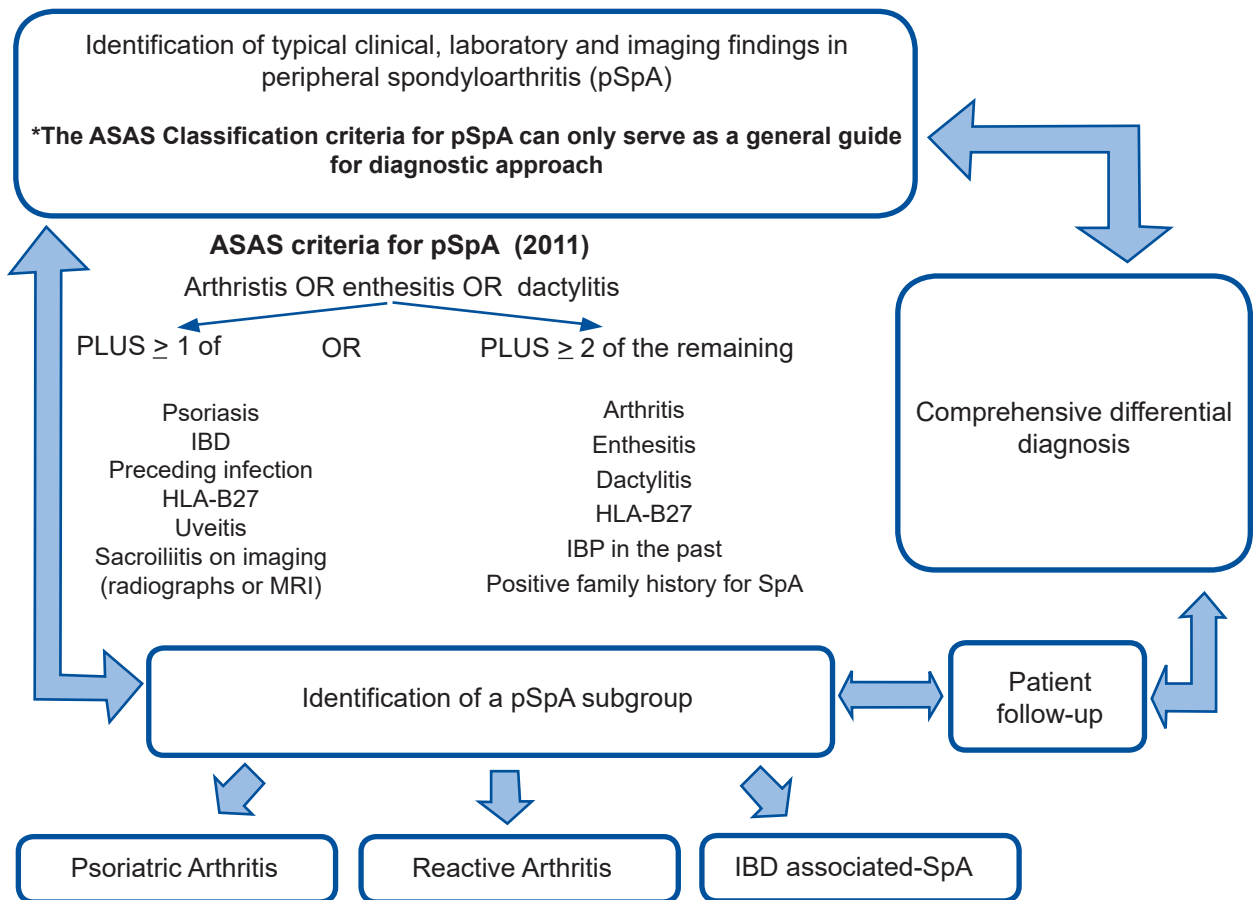 Identification of typical clinical, laboratory and imaging findings in
peripheral spondyloarthritis (pSpA)
*The ASAS Classification criteria for pSpA can only serve as a general guide
for diagnostic approach
ASAS criteria for pSpA (2011)
Arthristis OR enthesitis OR dactylitis
PLUS ≥ 1 of
OR
PLUS ≥ 2 of the remaining
Psoriasis
IBD
Preceding infection
HLA-B27
Uveitis
Sacroiliitis on imaging
(radiographs or MRI)
Arthritis
Enthesitis
Dactylitis
HLA-B27
IBP in the past
Positive family history for SpA
Comprehensive differential
diagnosis
Identification of a pSpA subgroup
Patient
follow-up
Psoriatric Arthritis
Reactive Arthritis
IBD associated-SpA